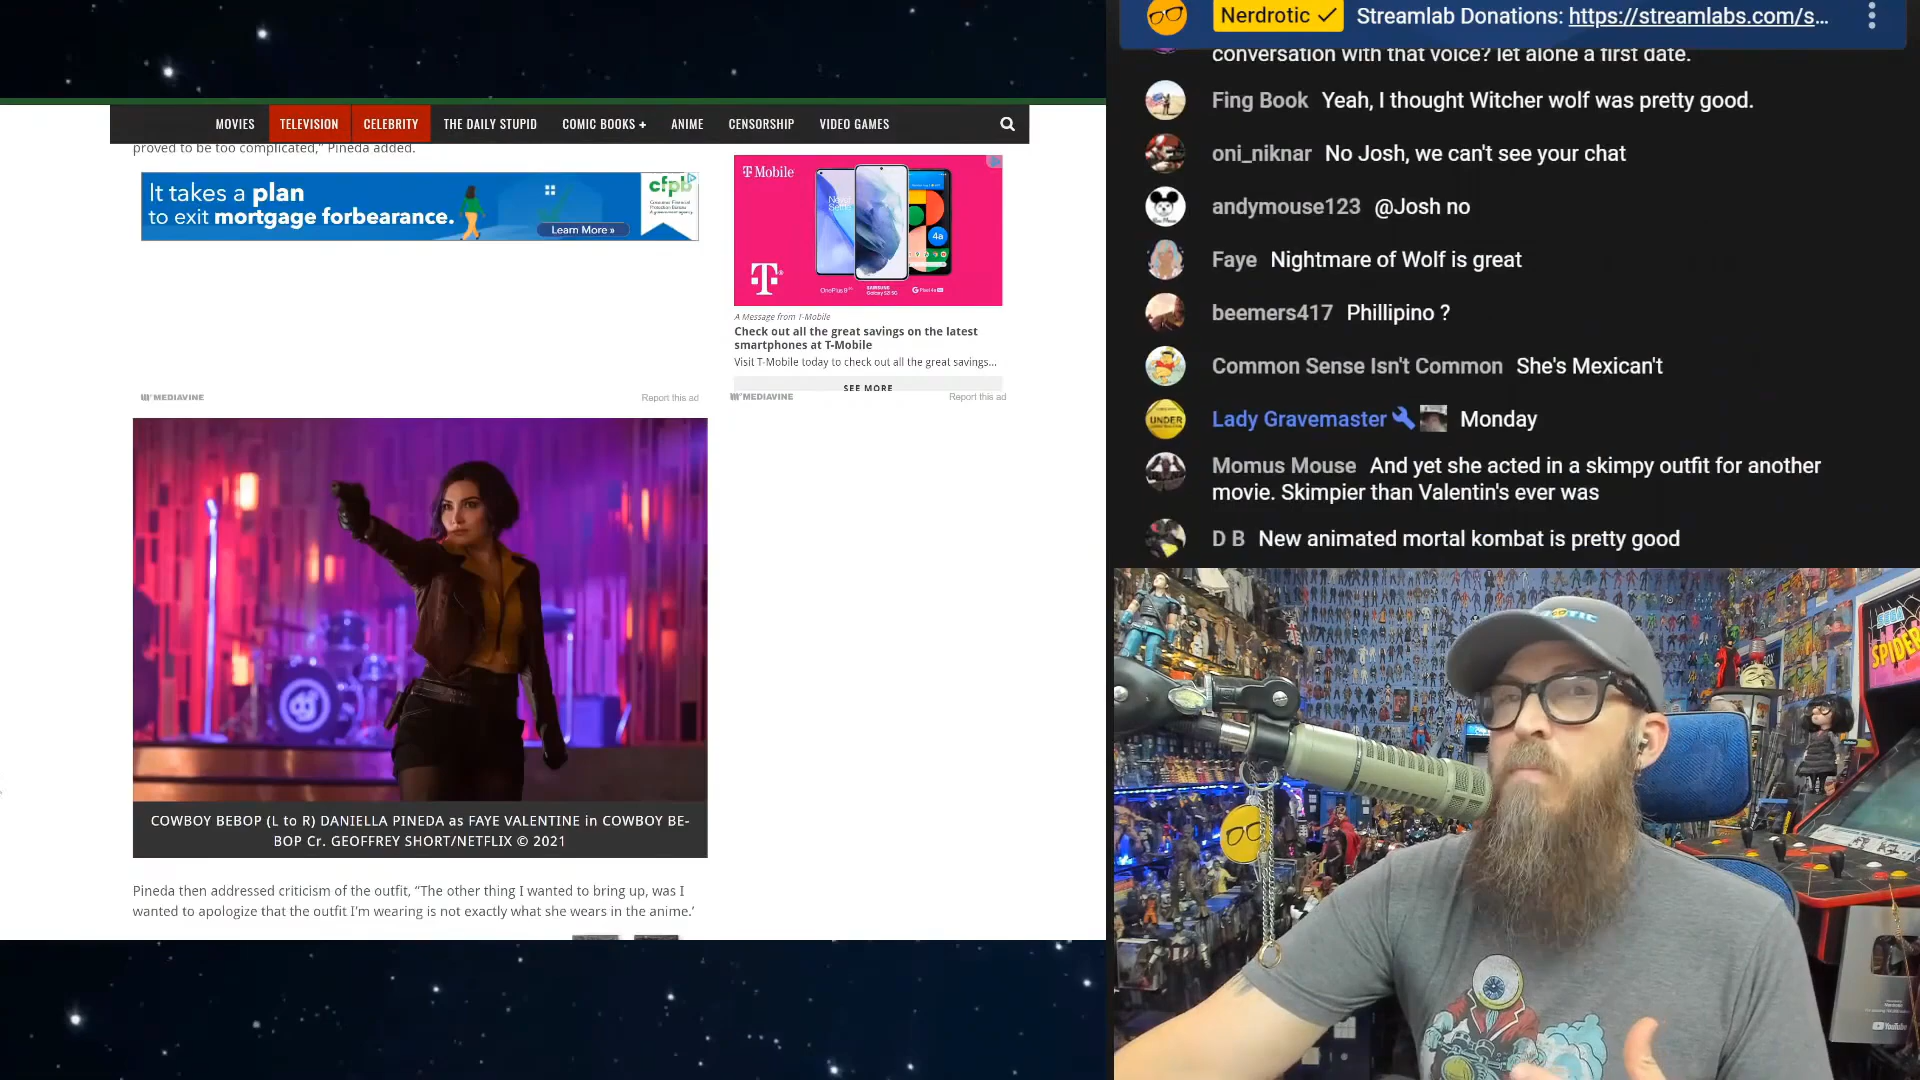 MOVIES TELEVISION CELEBRITY THE DAILY STUPID COMIC BOOKS + ANIME CENSORSHIP VIDEO GAMES
proved to be too complicated,” Pineda added.
It takes a plan
to exit mortgage forbearance.
cfpb
Learn More »
MEDIAVINE
Report this ad
T Mobile
4a
OnePlus 9
A Message from T-Mobile
Check out all the great savings on the latest
smartphones at T-Mobile
Visit T-Mobile today to check out all the great savings...
SEE MORE
MEDIAVINE
Report this ad
COWBOY BEBOP (L to R) DANIELLA PINEDA as FAYE VALENTINE in COWBOY BE-
BOP Cr. GEOFFREY SHORT/NETFLIX © 2021
Pineda then addressed criticism of the outfit, “The other thing I wanted to bring up, was I
wanted to apologize that the outfit I'm wearing is not exactly what she wears in the anime.’
Nerdrotic ✓ Streamlab Donations: https://streamlabs.com/s...
conversation with that voice? let alone a first date.
Fing Book Yeah, I thought Witcher wolf was pretty good.
oni_niknar No Josh, we can't see your chat
andymouse123 @Josh no
Faye Nightmare of Wolf is great
beemers417 Phillipino ?
Common Sense Isn't Common She's Mexican't
UNDER
Lady Gravemaster Monday
Momus Mouse And yet she acted in a skimpy outfit for another
movie. Skimpier than Valentin's ever was
D B New animated mortal kombat is pretty good
SEGA
SPIDER
YouTube